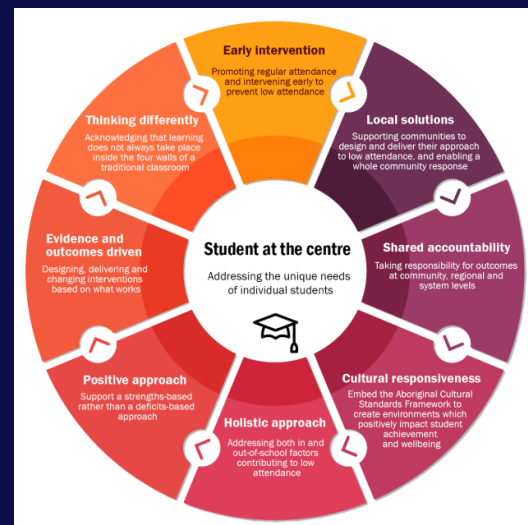 Early intervention
Promoting regular attendance
and intervening early to
prevent low attendance
Local solutions
Supporting communities to
design and deliver their approach
to low attendance, and enabling a
whole community response
Shared accountability
Taking responsibility for outcomes
at community, regional and
system levels
Cultural responsiveness
Embed the Aboriginal Cultural
Standards Framework to
create environments which
positively impact student
achievement
and wellbeing
Holistic approach
Addressing both in and
out-of-school factors
contributing to low
attendance
Positive approach
Support a strengths-based
rather than a deficits-based
approach
Evidence and
outcomes driven
Designing, delivering and
changing interventions
based on what works
Thinking differently
Acknowledging that learning
does not always take place
inside the four walls of a
traditional classroom
Student at the centre
Addressing the unique needs
of individual students